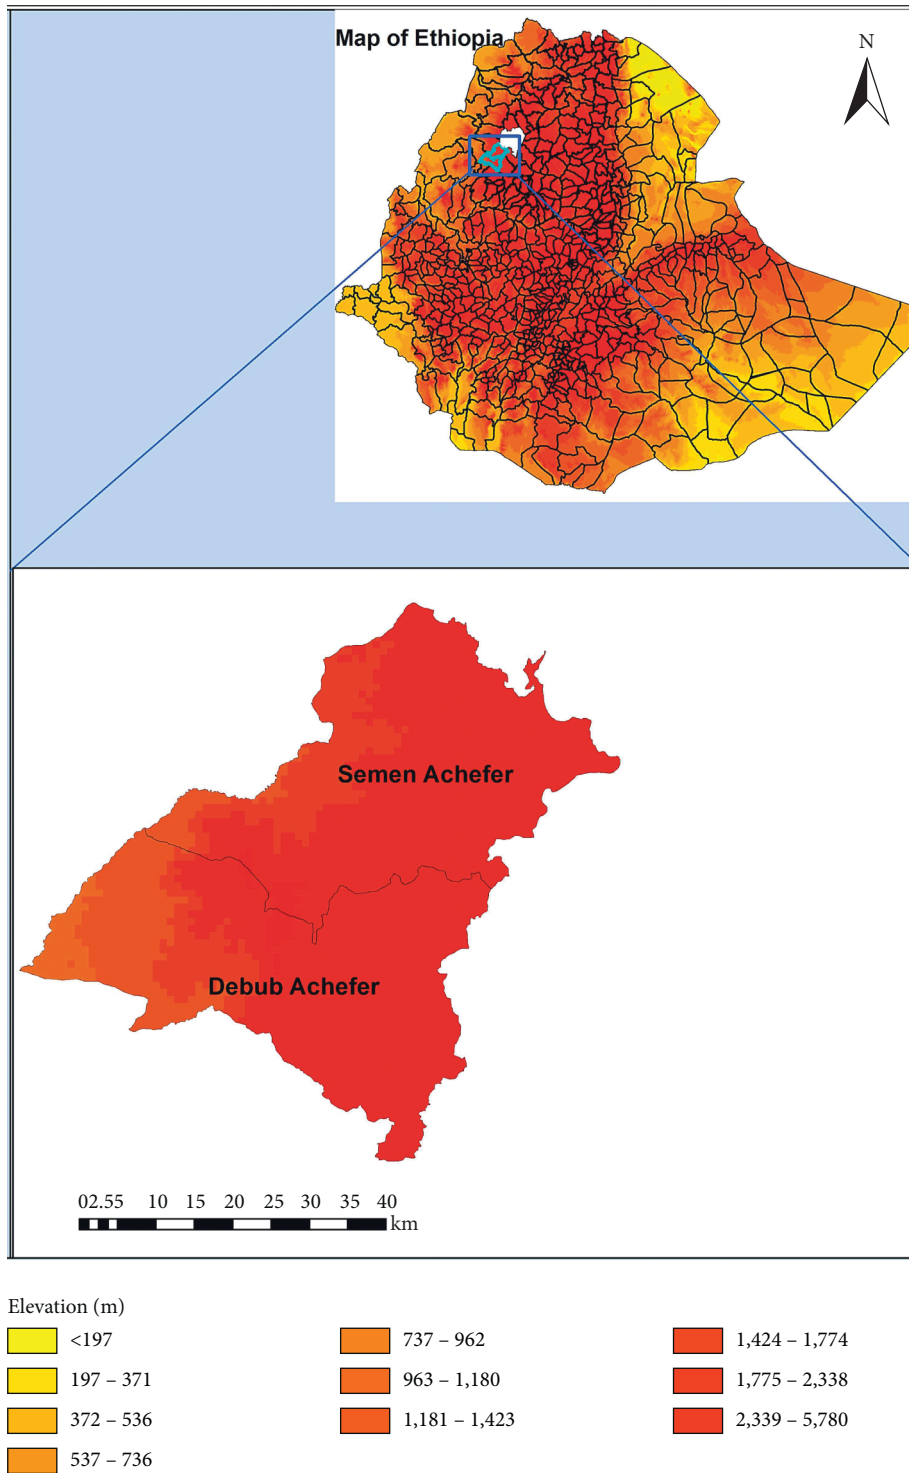 Map of Ethiopia
N
Semen Achefer
Debub Achefer
02.55 10 15 20 25 30 35 40
km
Elevation (m)
<197
197 – 371
372 – 536
537 – 736
737 – 962
963 – 1,180
1,181 – 1,423
1,424 – 1,774
1,775 – 2,338
2,339 – 5,780